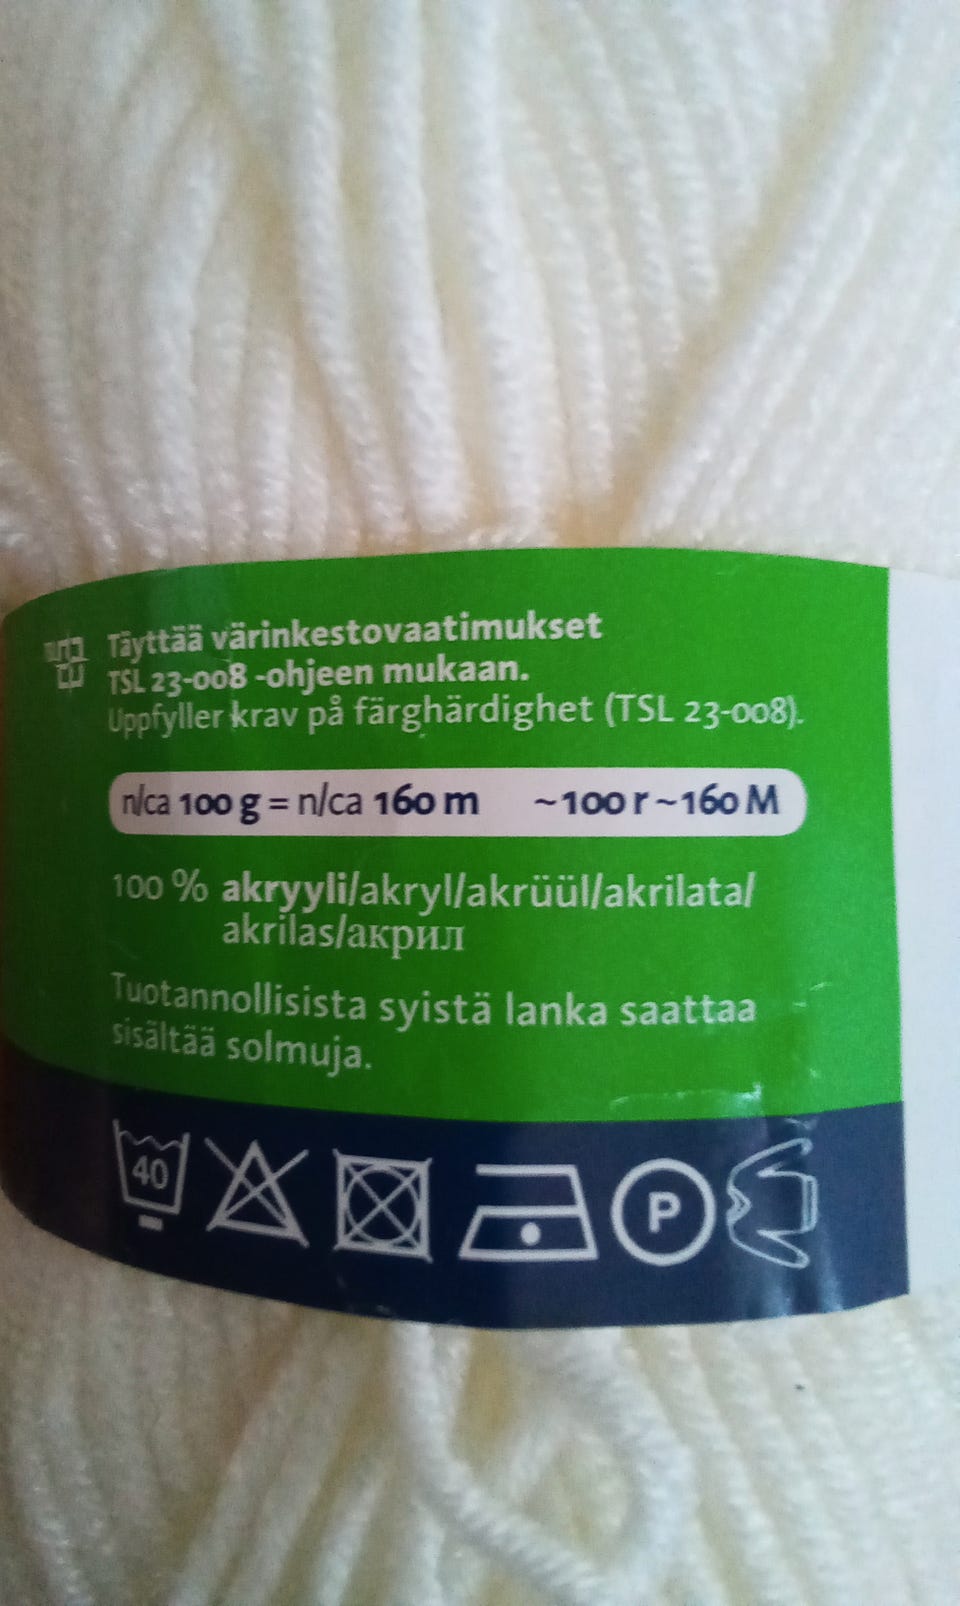 Täyttää värinkestovaatimukset
TSL 23-008 -ohjeen mukaan.
Uppfyller krav på färghärdighet (TSL 23-008).
n/ca 100 g = n/ca 160 m ~100 г ~160 М
100 % akryyli/akryl/akrüül/akrilata/
akrilas/акрил
Tuotannollisista syistä lanka saattaa
sisältää solmuja.
40
P